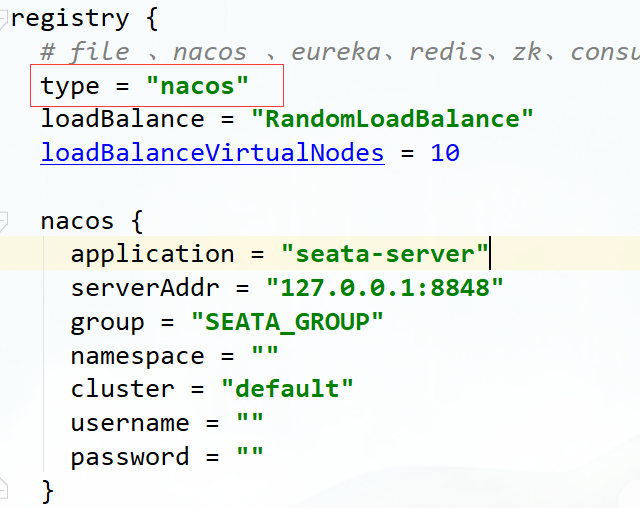 registry {
# file 、nacos 、eureka、redis、zk、consu
type = "nacos"
loadBalance = "RandomLoadBalance"
loadBalanceVirtualNodes = 10
nacos {
application = "seata-server"
serverAddr = "127.0.0.1:8848"
group = "SEATA_GROUP"
namespace = ""
cluster = "default"
username = ""
password = ""
}